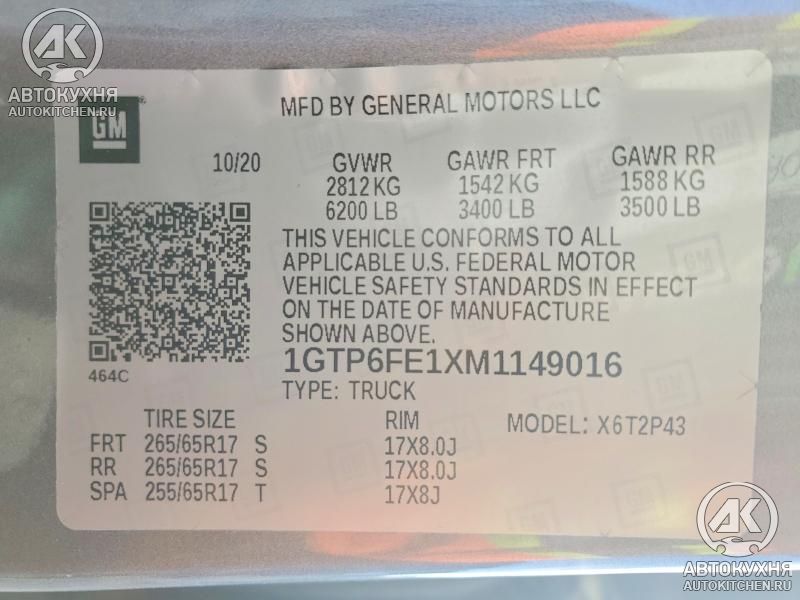 AK
АВТОКУХНЯ
AUTOKITCHEN.RU
GM
MFD BY GENERAL MOTORS LLC
10/20 GVWR GAWR FRT GAWR RR
2812 KG 1542 KG 1588 KG
6200 LB 3400 LB 3500 LB
THIS VEHICLE CONFORMS TO ALL
APPLICABLE U.S. FEDERAL MOTOR
VEHICLE SAFETY STANDARDS IN EFFECT
ON THE DATE OF MANUFACTURE
SHOWN ABOVE.
464C
1GTP6FE1XM1149016
TYPE: TRUCK
TIRE SIZE RIM MODEL: X6T2P43
FRT 265/65R17 S 17X8.0J
RR 265/65R17 S 17X8.0J
SPA 255/65R17 T 17X8J
AK
АВТОКУХНЯ
AUTOKITCHEN.RU